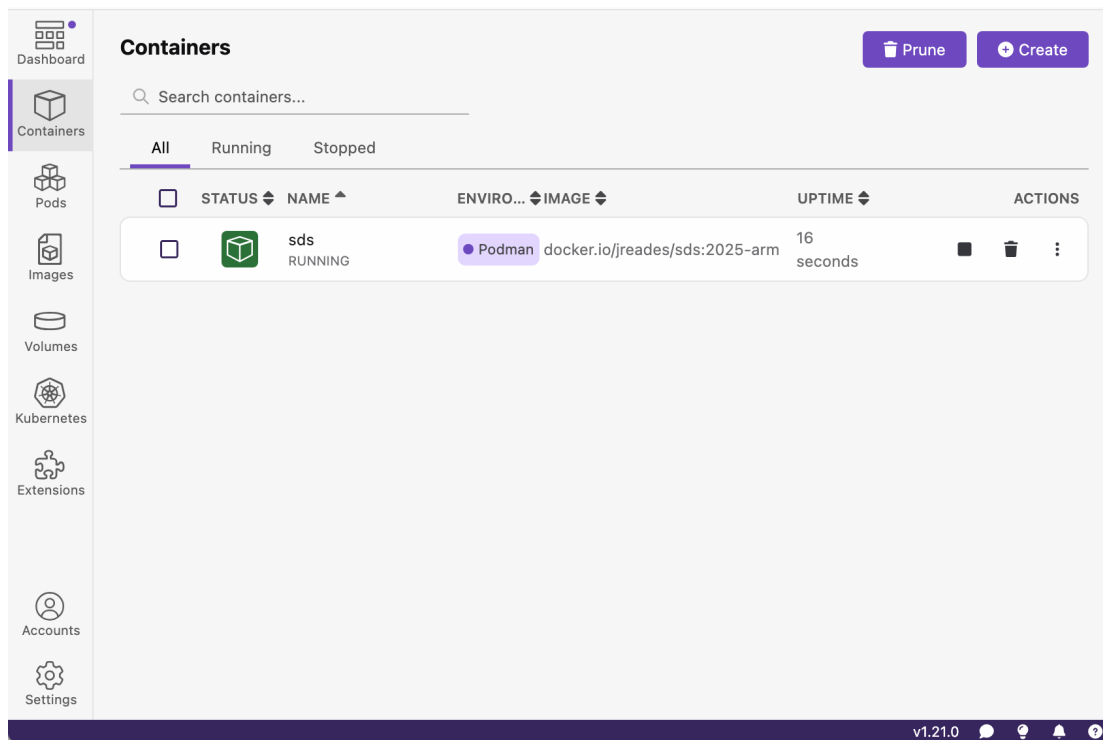 Dashboard
Containers
Pods
Images
Volumes
Kubernetes
Extensions
Accounts
Settings
Containers
Prune
Create
Search containers...
All Running Stopped
STATUS NAME ENVIRO... IMAGE UPTIME ACTIONS
sds
RUNNING
Podman
docker.io/jreades/sds:2025-arm
16
seconds
v1.21.0